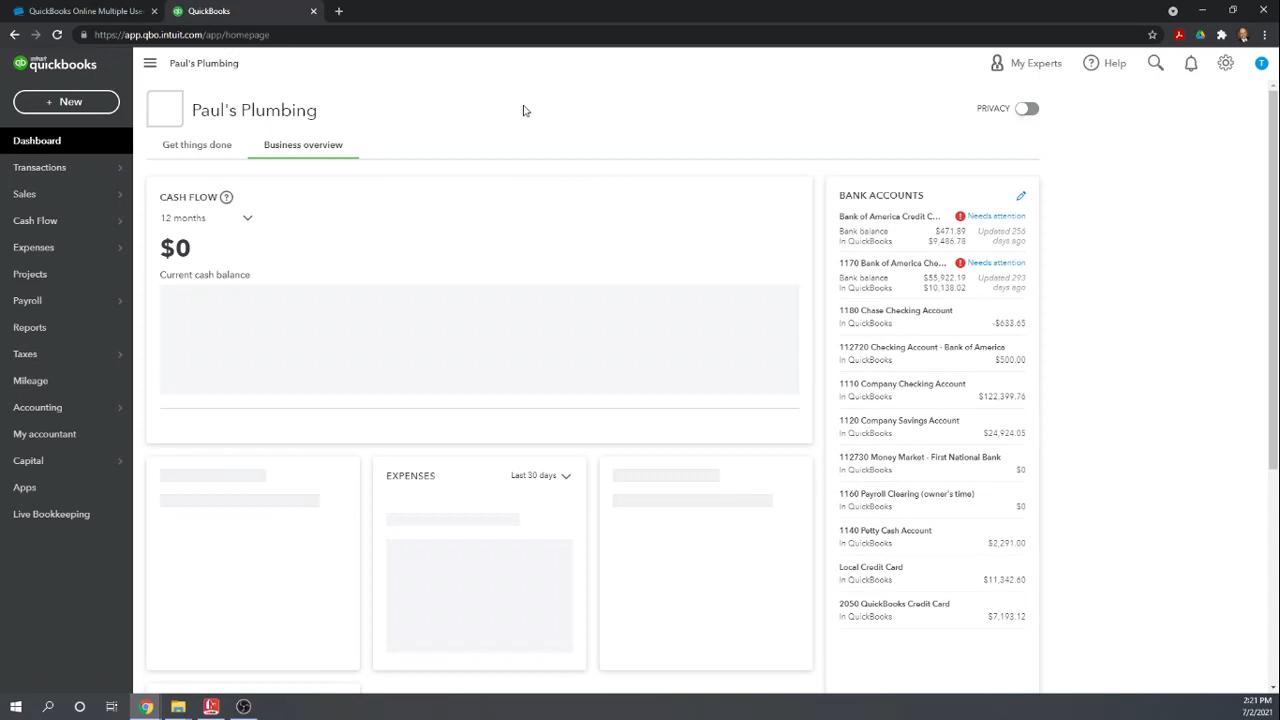 QuickBooks Online Multiple Use
QuickBooks
https://app.qbo.intuit.com/app/homepage
intuit
quickbooks
Paul's Plumbing
My Experts
Help
T
+ New
Paul's Plumbing
PRIVACY
Dashboard
Get things done
Business overview
Transactions
Sales
Cash Flow
Expenses
Projects
Payroll
Reports
Taxes
Mileage
Accounting
My accountant
Capital
Apps
Live Bookkeeping
CASH FLOW
12 months
$0
Current cash balance
EXPENSES
Last 30 days
BANK ACCOUNTS
Bank of America Credit C... Needs attention
Bank balance $471.89 Updated 256
In QuickBooks $9,486.78 days ago
1170 Bank of America Che... Needs attention
Bank balance $55,922.19 Updated 293
In QuickBooks $10,138.02 days ago
1180 Chase Checking Account
In QuickBooks -$633.65
112720 Checking Account - Bank of America
In QuickBooks $500.00
1110 Company Checking Account
In QuickBooks $122,399.76
1120 Company Savings Account
In QuickBooks $24,924.05
112730 Money Market - First National Bank
In QuickBooks $0
1160 Payroll Clearing (owner's time)
In QuickBooks $0
1140 Petty Cash Account
In QuickBooks $2,291.00
Local Credit Card
In QuickBooks $11,342.60
2050 QuickBooks Credit Card
In QuickBooks $7,193.12
2:21 PM
7/2/2021